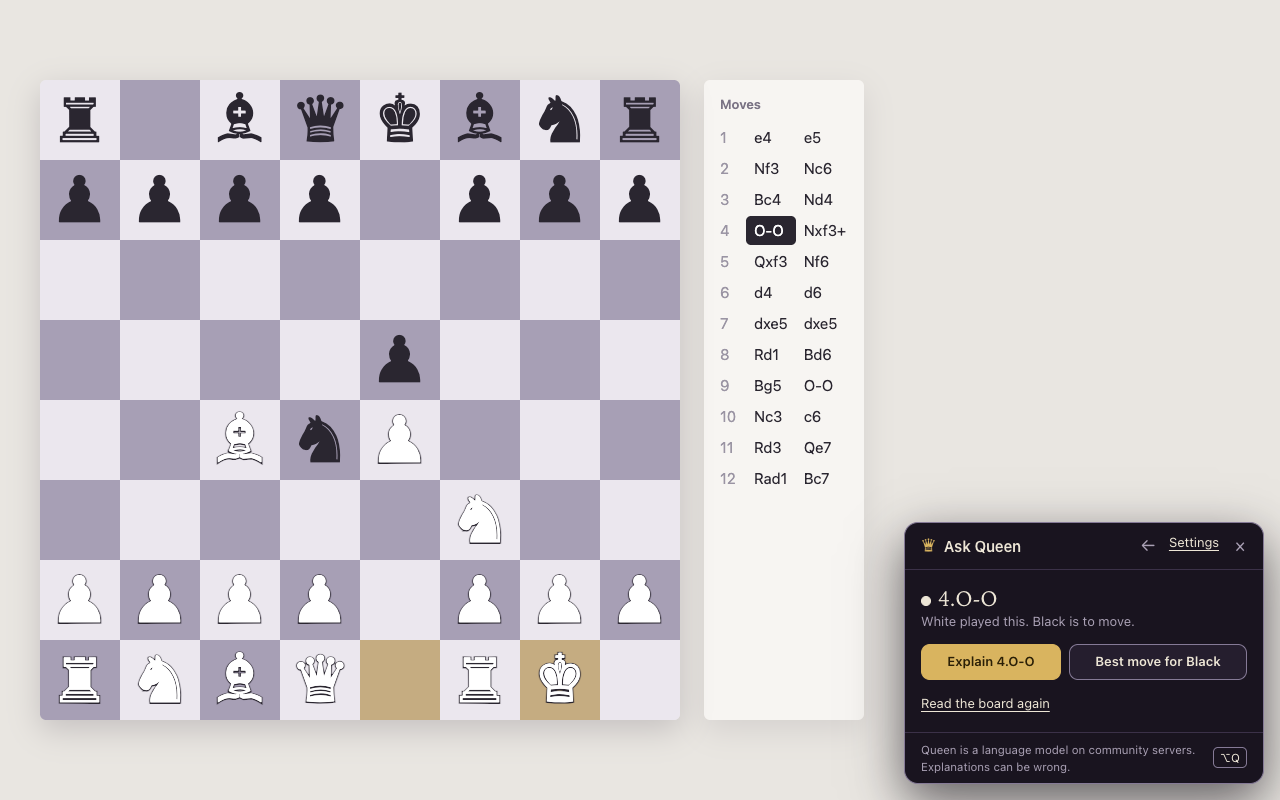 Moves
1 e4 e5
2 Nf3 Nc6
3 Bc4 Nd4
4 O-O Nxf3+
5 Qxf3 Nf6
6 d4 d6
7 dxe5 dxe5
8 Rd1 Bd6
9 Bg5 O-O
10 Nc3 c6
11 Rd3 Qe7
12 Rad1 Bc7
Ask Queen
Settings
4.O-O
White played this. Black is to move.
Explain 4.O-O
Best move for Black
Read the board again
Queen is a language model on community servers.
Explanations can be wrong.
⌥Q